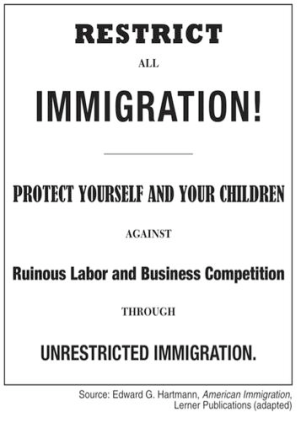 RESTRICT
ALL
IMMIGRATION!
PROTECT YOURSELF AND YOUR CHILDREN
AGAINST
Ruinous Labor and Business Competition
THROUGH
UNRESTRICTED IMMIGRATION.
Source: Edward G. Hartmann, American Immigration,
Lerner Publications (adapted)